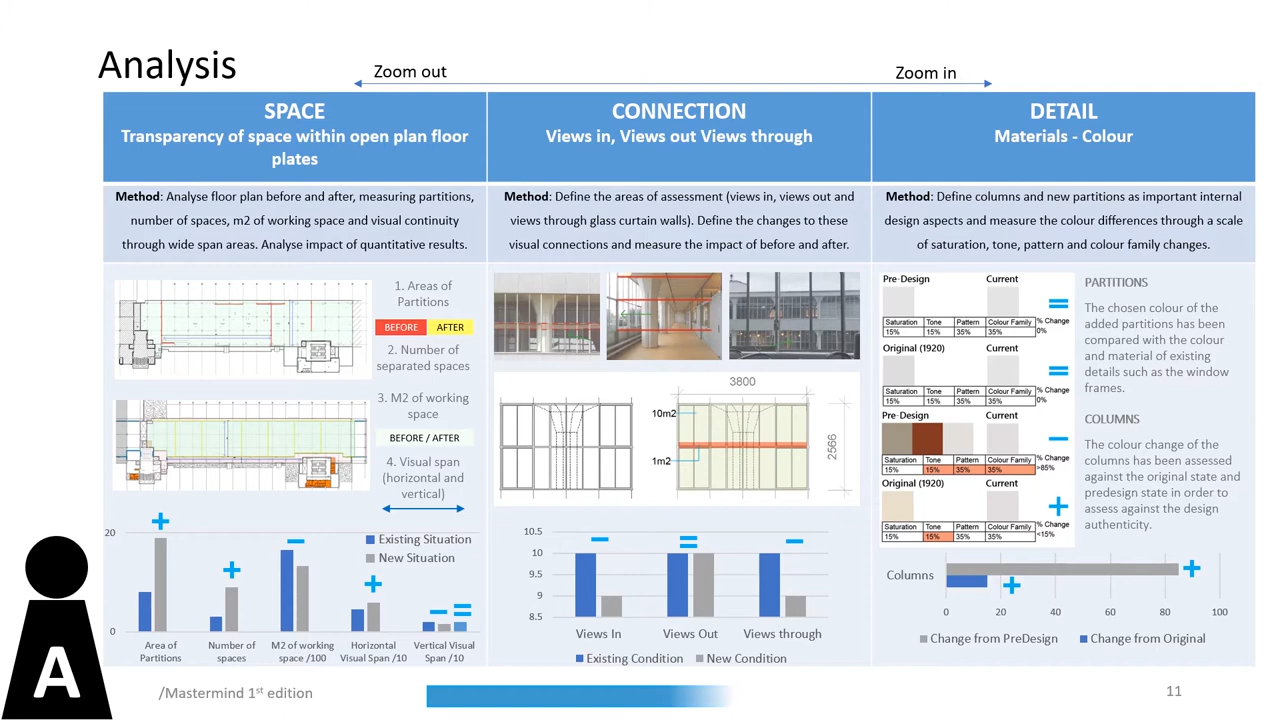 Analysis
Zoom out
Zoom in
SPACE
Transparency of space within open plan floor
plates
Method: Analyse floor plan before and after, measuring partitions,
number of spaces, m2 of working space and visual continuity
through wide span areas. Analyse impact of quantitative results.
1. Areas of
Partitions
BEFORE AFTER
2. Number of
separated spaces
3. M2 of working
space
BEFORE / AFTER
4. Visual span
(horizontal and
vertical)
20
0
Existing Situation
New Situation
+
+
−
+
− =
Area of
Partitions
Number of
spaces
M2 of working
space /100
Horizontal
Visual Span /10
Vertical Visual
Span /10
CONNECTION
Views in, Views out Views through
Method: Define the areas of assessment (views in, views out and
views through glass curtain walls). Define the changes to these
visual connections and measure the impact of before and after.
3800
10m2
1m2
2566
10.5
10
9.5
9
8.5
−
=
−
Views In
Views Out
Views through
Existing Condition
New Condition
DETAIL
Materials - Colour
Method: Define columns and new partitions as important internal
design aspects and measure the colour differences through a scale
of saturation, tone, pattern and colour family changes.
Pre-Design Current
=
Saturation Tone Pattern Colour Family % Change
15% 15% 35% 35% 0%
Original (1920) Current
=
Saturation Tone Pattern Colour Family % Change
15% 15% 35% 35% 0%
Pre-Design Current
−
Saturation Tone Pattern Colour Family % Change
15% 15% 35% 35% >85%
Original (1920) Current
+
Saturation Tone Pattern Colour Family % Change
15% 15% 35% 35% <15%
PARTITIONS
The chosen colour of the
added partitions has been
compared with the colour
and material of existing
details such as the window
frames.
COLUMNS
The colour change of the
columns has been assessed
against the original state and
predesign state in order to
assess against the design
authenticity.
Columns
+
+
0 20 40 60 80 100
Change from PreDesign
Change from Original
A
/Mastermind 1st edition
11